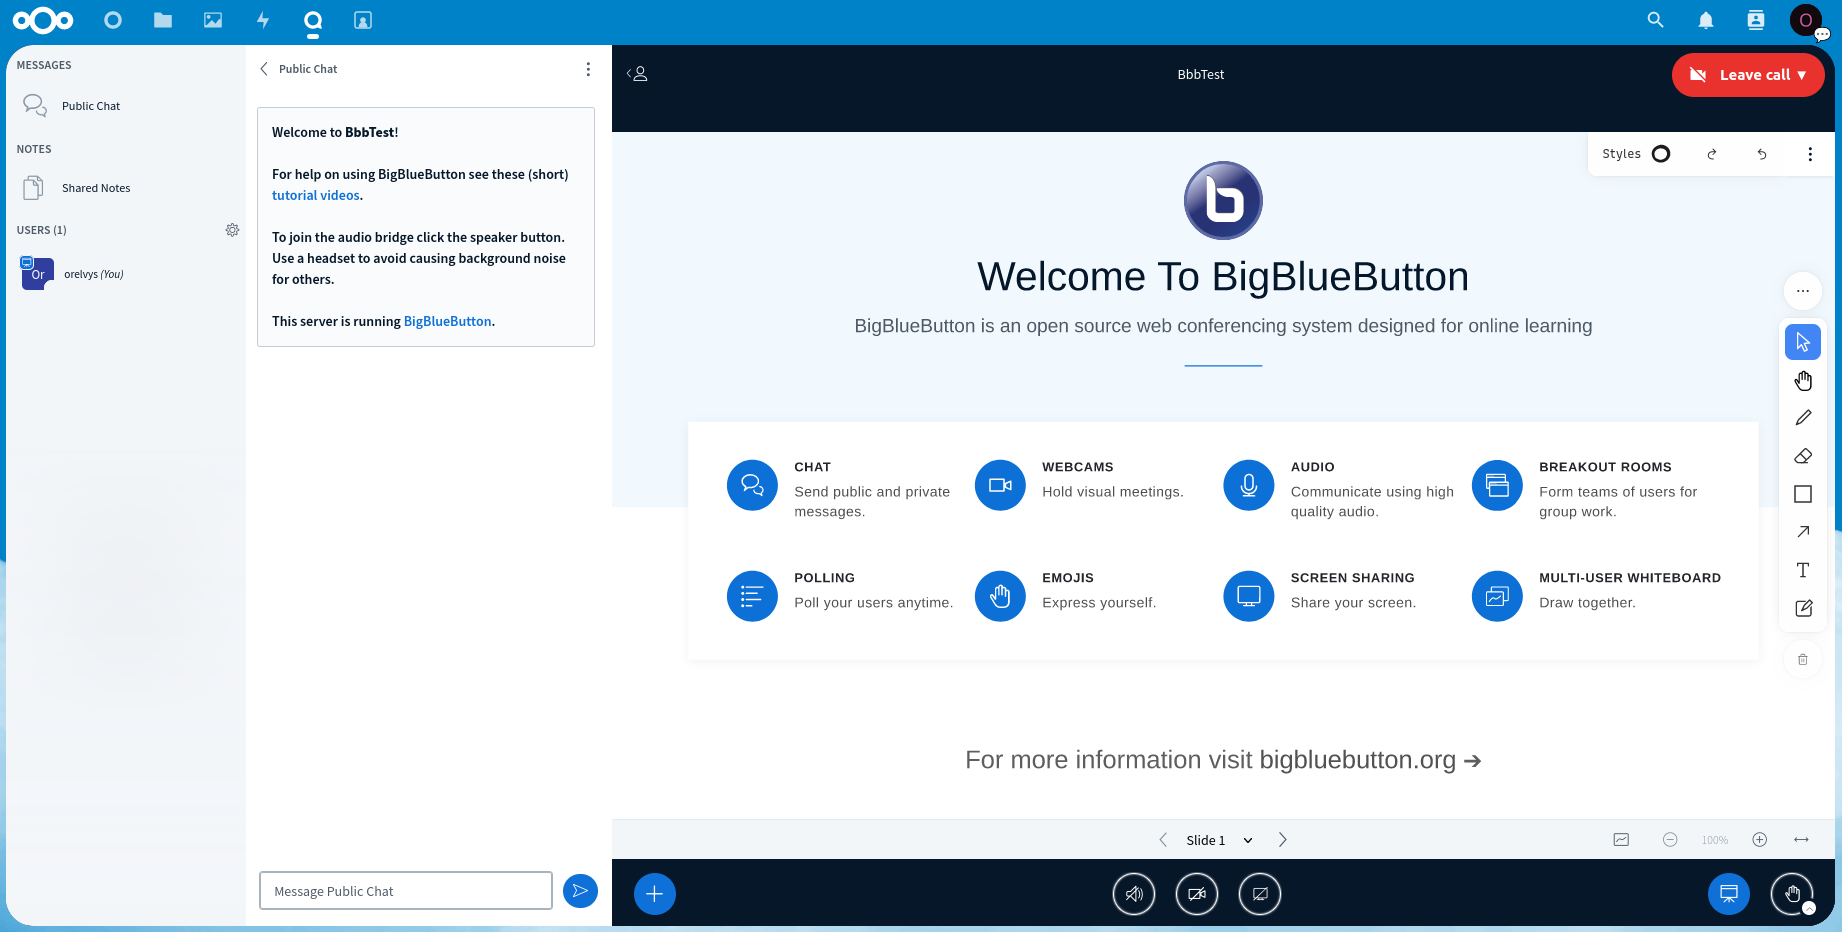 O
MESSAGES
Public Chat
NOTES
Shared Notes
USERS (1)
Or
orelvys (You)
Public Chat
Welcome to BbbTest!
For help on using BigBlueButton see these (short)
tutorial videos.
To join the audio bridge click the speaker button.
Use a headset to avoid causing background noise
for others.
This server is running BigBlueButton.
Message Public Chat
BbbTest
Leave call ▾
Styles
b
Welcome To BigBlueButton
BigBlueButton is an open source web conferencing system designed for online learning
CHAT
Send public and private
messages.
WEBCAMS
Hold visual meetings.
AUDIO
Communicate using high
quality audio.
BREAKOUT ROOMS
Form teams of users for
group work.
POLLING
Poll your users anytime.
EMOJIS
Express yourself.
SCREEN SHARING
Share your screen.
MULTI-USER WHITEBOARD
Draw together.
For more information visit bigbluebutton.org ➔
Slide 1
100%